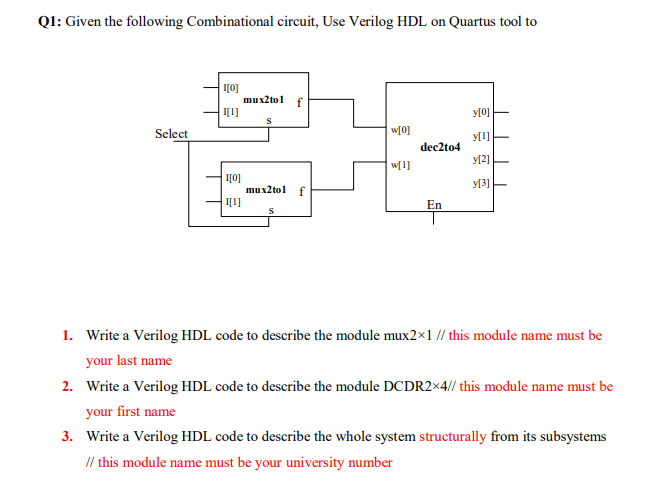 Q1: Given the following Combinational circuit, Use Verilog HDL on Quartus tool to
I[0]
mux2to1 f
I[1]
s
Select
I[0]
mux2to1 f
I[1]
s
w[0]
w[1]
dec2to4
y[0]
y[1]
y[2]
y[3]
En
1. Write a Verilog HDL code to describe the module mux2×1 // this module name must be
your last name
2. Write a Verilog HDL code to describe the module DCDR2×4// this module name must be
your first name
3. Write a Verilog HDL code to describe the whole system structurally from its subsystems
// this module name must be your university number